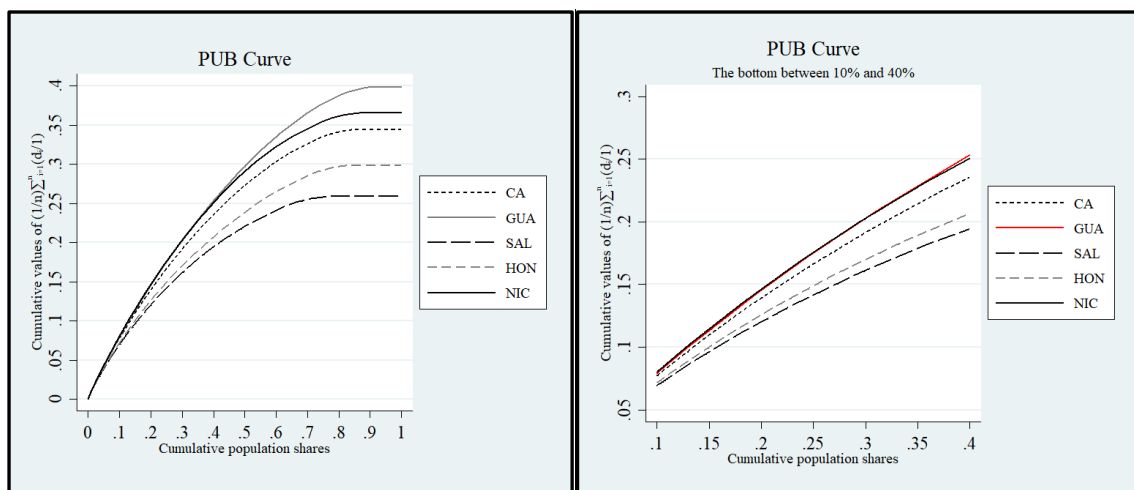 PUB Curve
Cumulative values of (1/n)∑ⁿᵢ₌₁(dᵢ/1)
.4
.35
.3
.25
.2
.15
.1
.05
0
0 .1 .2 .3 .4 .5 .6 .7 .8 .9 1
Cumulative population shares
CA
GUA
SAL
HON
NIC
PUB Curve
The bottom between 10% and 40%
Cumulative values of (1/n)∑ⁿᵢ₌₁(dᵢ/1)
.3
.25
.2
.15
.1
.05
.1 .15 .2 .25 .3 .35 .4
Cumulative population shares
CA
GUA
SAL
HON
NIC